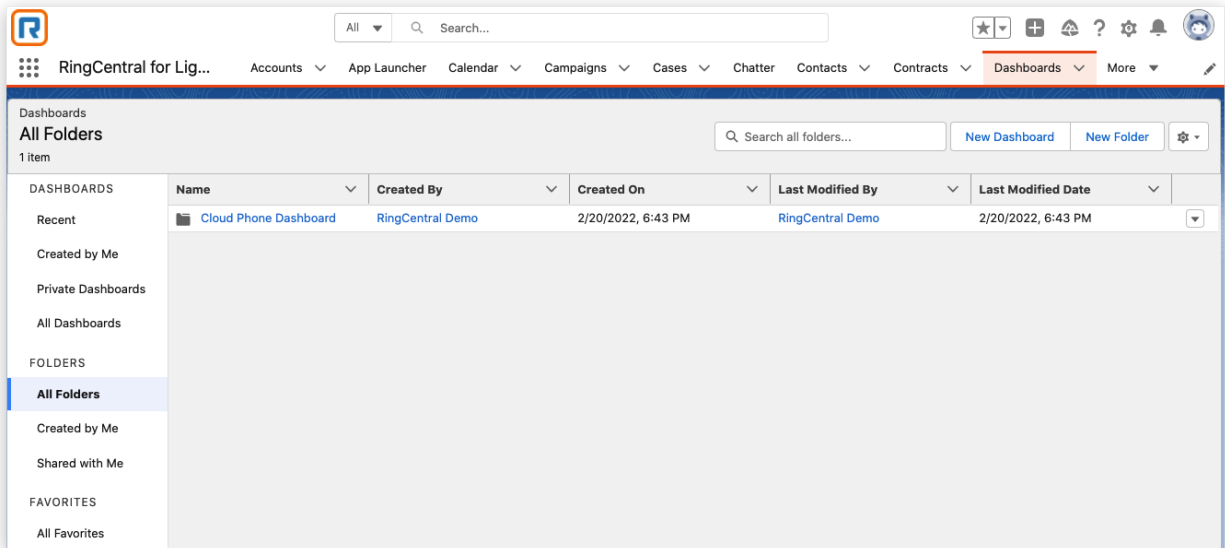 R
All
Search...
?
RingCentral for Lig...
Accounts
App Launcher
Calendar
Campaigns
Cases
Chatter
Contacts
Contracts
Dashboards
More
Dashboards
All Folders
1 item
Search all folders...
New Dashboard
New Folder
DASHBOARDS
Recent
Created by Me
Private Dashboards
All Dashboards
FOLDERS
All Folders
Created by Me
Shared with Me
FAVORITES
All Favorites
Name Created By Created On Last Modified By Last Modified Date
Cloud Phone Dashboard RingCentral Demo 2/20/2022, 6:43 PM RingCentral Demo 2/20/2022, 6:43 PM